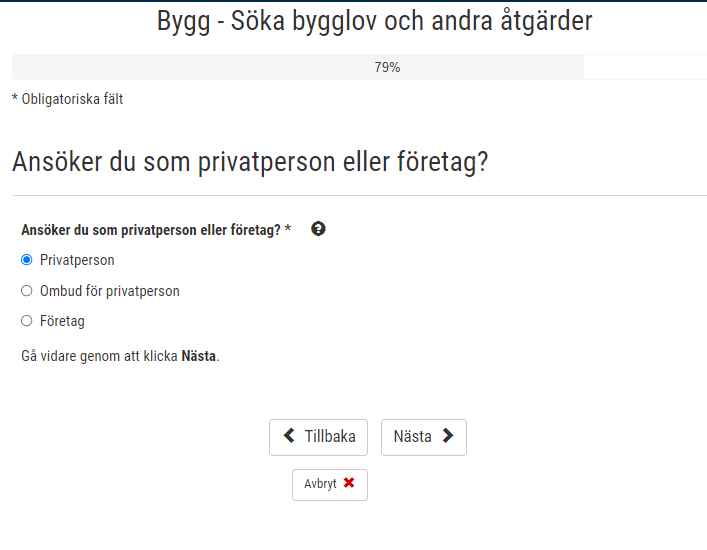 Bygg - Söka bygglov och andra åtgärder
79%
* Obligatoriska fält
Ansöker du som privatperson eller företag?
Ansöker du som privatperson eller företag? *
Privatperson
Ombud för privatperson
Företag
Gå vidare genom att klicka Nästa.
Tillbaka
Nästa
Avbryt